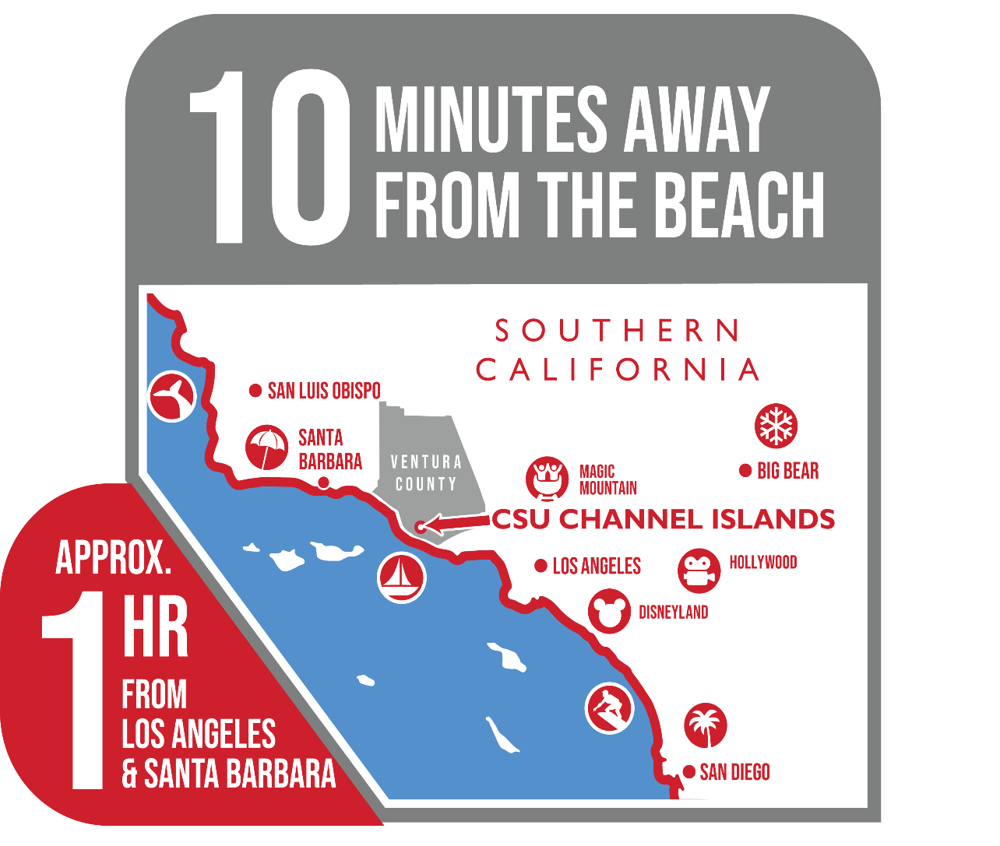 10
MINUTES AWAY
FROM THE BEACH
SOUTHERN
CALIFORNIA
SAN LUIS OBISPO
SANTA
BARBARA
VENTURA
COUNTY
BIG BEAR
MAGIC
MOUNTAIN
CSU CHANNEL ISLANDS
LOS ANGELES
HOLLYWOOD
DISNEYLAND
SAN DIEGO
APPROX.
1
HR
FROM
LOS ANGELES
& SANTA BARBARA